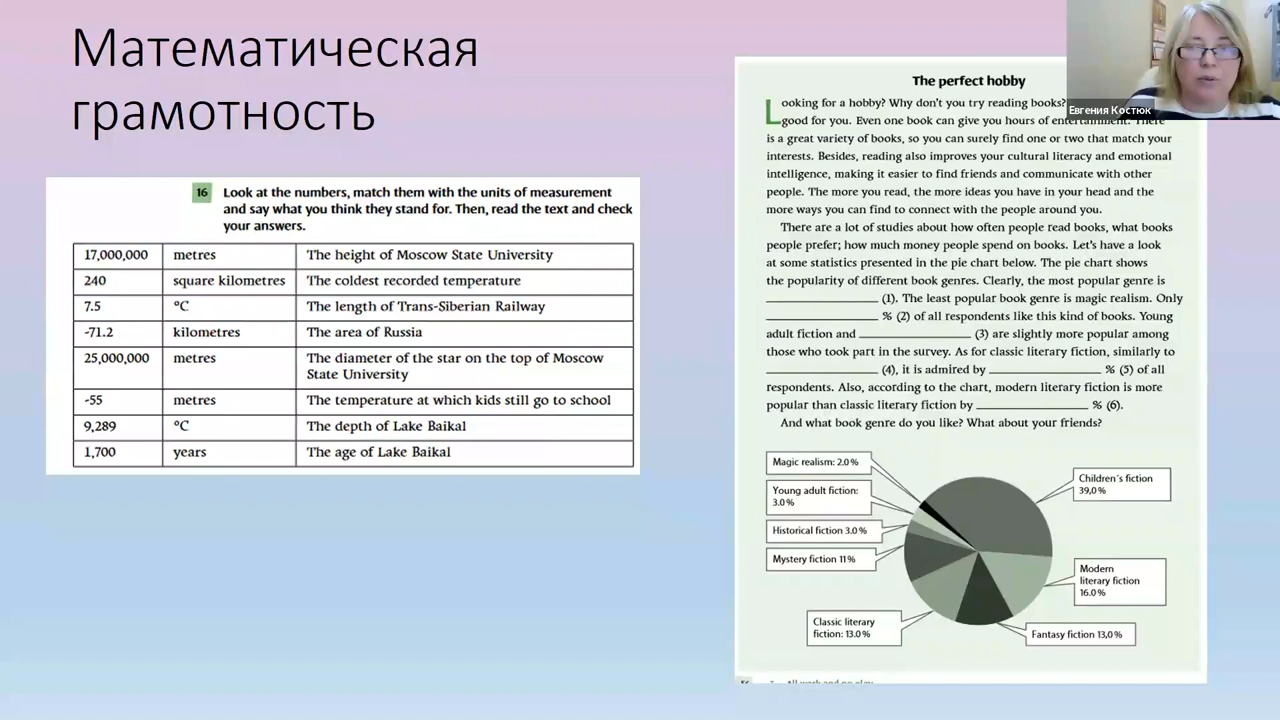 Математическая
грамотность
16 Look at the numbers, match them with the units of measurement
and say what you think they stand for. Then, read the text and check
your answers.
17,000,000 metres The height of Moscow State University
240 square kilometres The coldest recorded temperature
7.5 °C The length of Trans-Siberian Railway
-71.2 kilometres The area of Russia
25,000,000 metres The diameter of the star on the top of Moscow
State University
-55 metres The temperature at which kids still go to school
9,289 °C The depth of Lake Baikal
1,700 years The age of Lake Baikal
The perfect hobby
Looking for a hobby? Why don't you try reading books?
good for you. Even one book can give you hours of entertainment. There
is a great variety of books, so you can surely find one or two that match your
interests. Besides, reading also improves your cultural literacy and emotional
intelligence, making it easier to find friends and communicate with other
people. The more you read, the more ideas you have in your head and the
more ways you can find to connect with the people around you.
There are a lot of studies about how often people read books, what books
people prefer; how much money people spend on books. Let's have a look
at some statistics presented in the pie chart below. The pie chart shows
the popularity of different book genres. Clearly, the most popular genre is
____________________ (1). The least popular book genre is magic realism. Only
____________________ % (2) of all respondents like this kind of books. Young
adult fiction and ____________________ (3) are slightly more popular among
those who took part in the survey. As for classic literary fiction, similarly to
____________________ (4), it is admired by ____________________ % (5) of all
respondents. Also, according to the chart, modern literary fiction is more
popular than classic literary fiction by ____________________ % (6).
And what book genre do you like? What about your friends?
Magic realism: 2.0 %
Young adult fiction:
3.0 %
Historical fiction 3.0 %
Mystery fiction 11%
Classic literary
fiction: 13.0 %
Children´s fiction
39,0 %
Modern
literary fiction
16.0 %
Fantasy fiction 13,0 %
Евгения Костюк